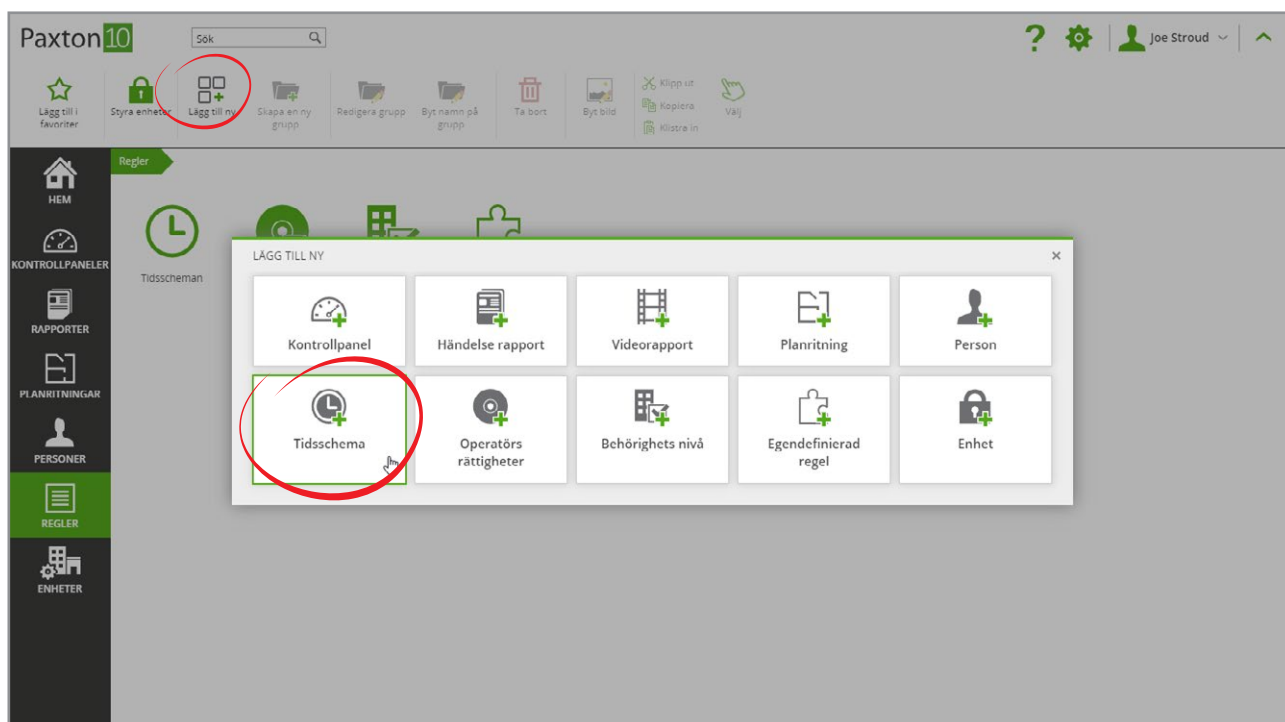 Paxton 10
Sök
Joe Stroud
Lägg till i
favoriter
Styra enheter
Lägg till ny
Skapa en ny
grupp
Redigera grupp
Byt namn på
grupp
Ta bort
Byt bild
Klipp ut
Kopiera
Klistra in
Välj
HEM
KONTROLLPANELER
RAPPORTER
PLANRITNINGAR
PERSONER
REGLER
ENHETER
Regler
Tidsscheman
LÄGG TILL NY
Kontrollpanel
Händelse rapport
Videorapport
Planritning
Person
Tidsschema
Operatörs
rättigheter
Behörighets nivå
Egendefinierad
regel
Enhet